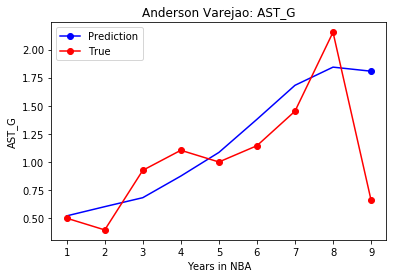 Anderson Varejao: AST_G
Prediction
True
AST_G
2.00
1.75
1.50
1.25
1.00
0.75
0.50
1 2 3 4 5 6 7 8 9
Years in NBA